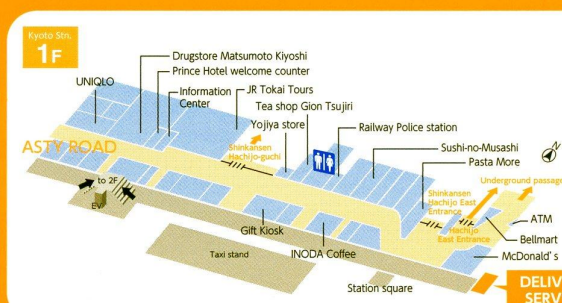 Kyoto Stn.
1F
Drugstore Matsumoto Kiyoshi
Prince Hotel welcome counter
UNIQLO
Information
Center
JR Tokai Tours
Tea shop Gion Tsujiri
Yojiya store
Railway Police station
Sushi-no-Musashi
Pasta More
ASTY ROAD
Shinkansen
Hachijo-guchi
to 2F
EV
Shinkansen
Hachijo East
Entrance
Underground passage
Hachijo
East Entrance
ATM
Bellmart
McDonald's
Gift Kiosk
INODA Coffee
Taxi stand
Station square
DELIV
SERV